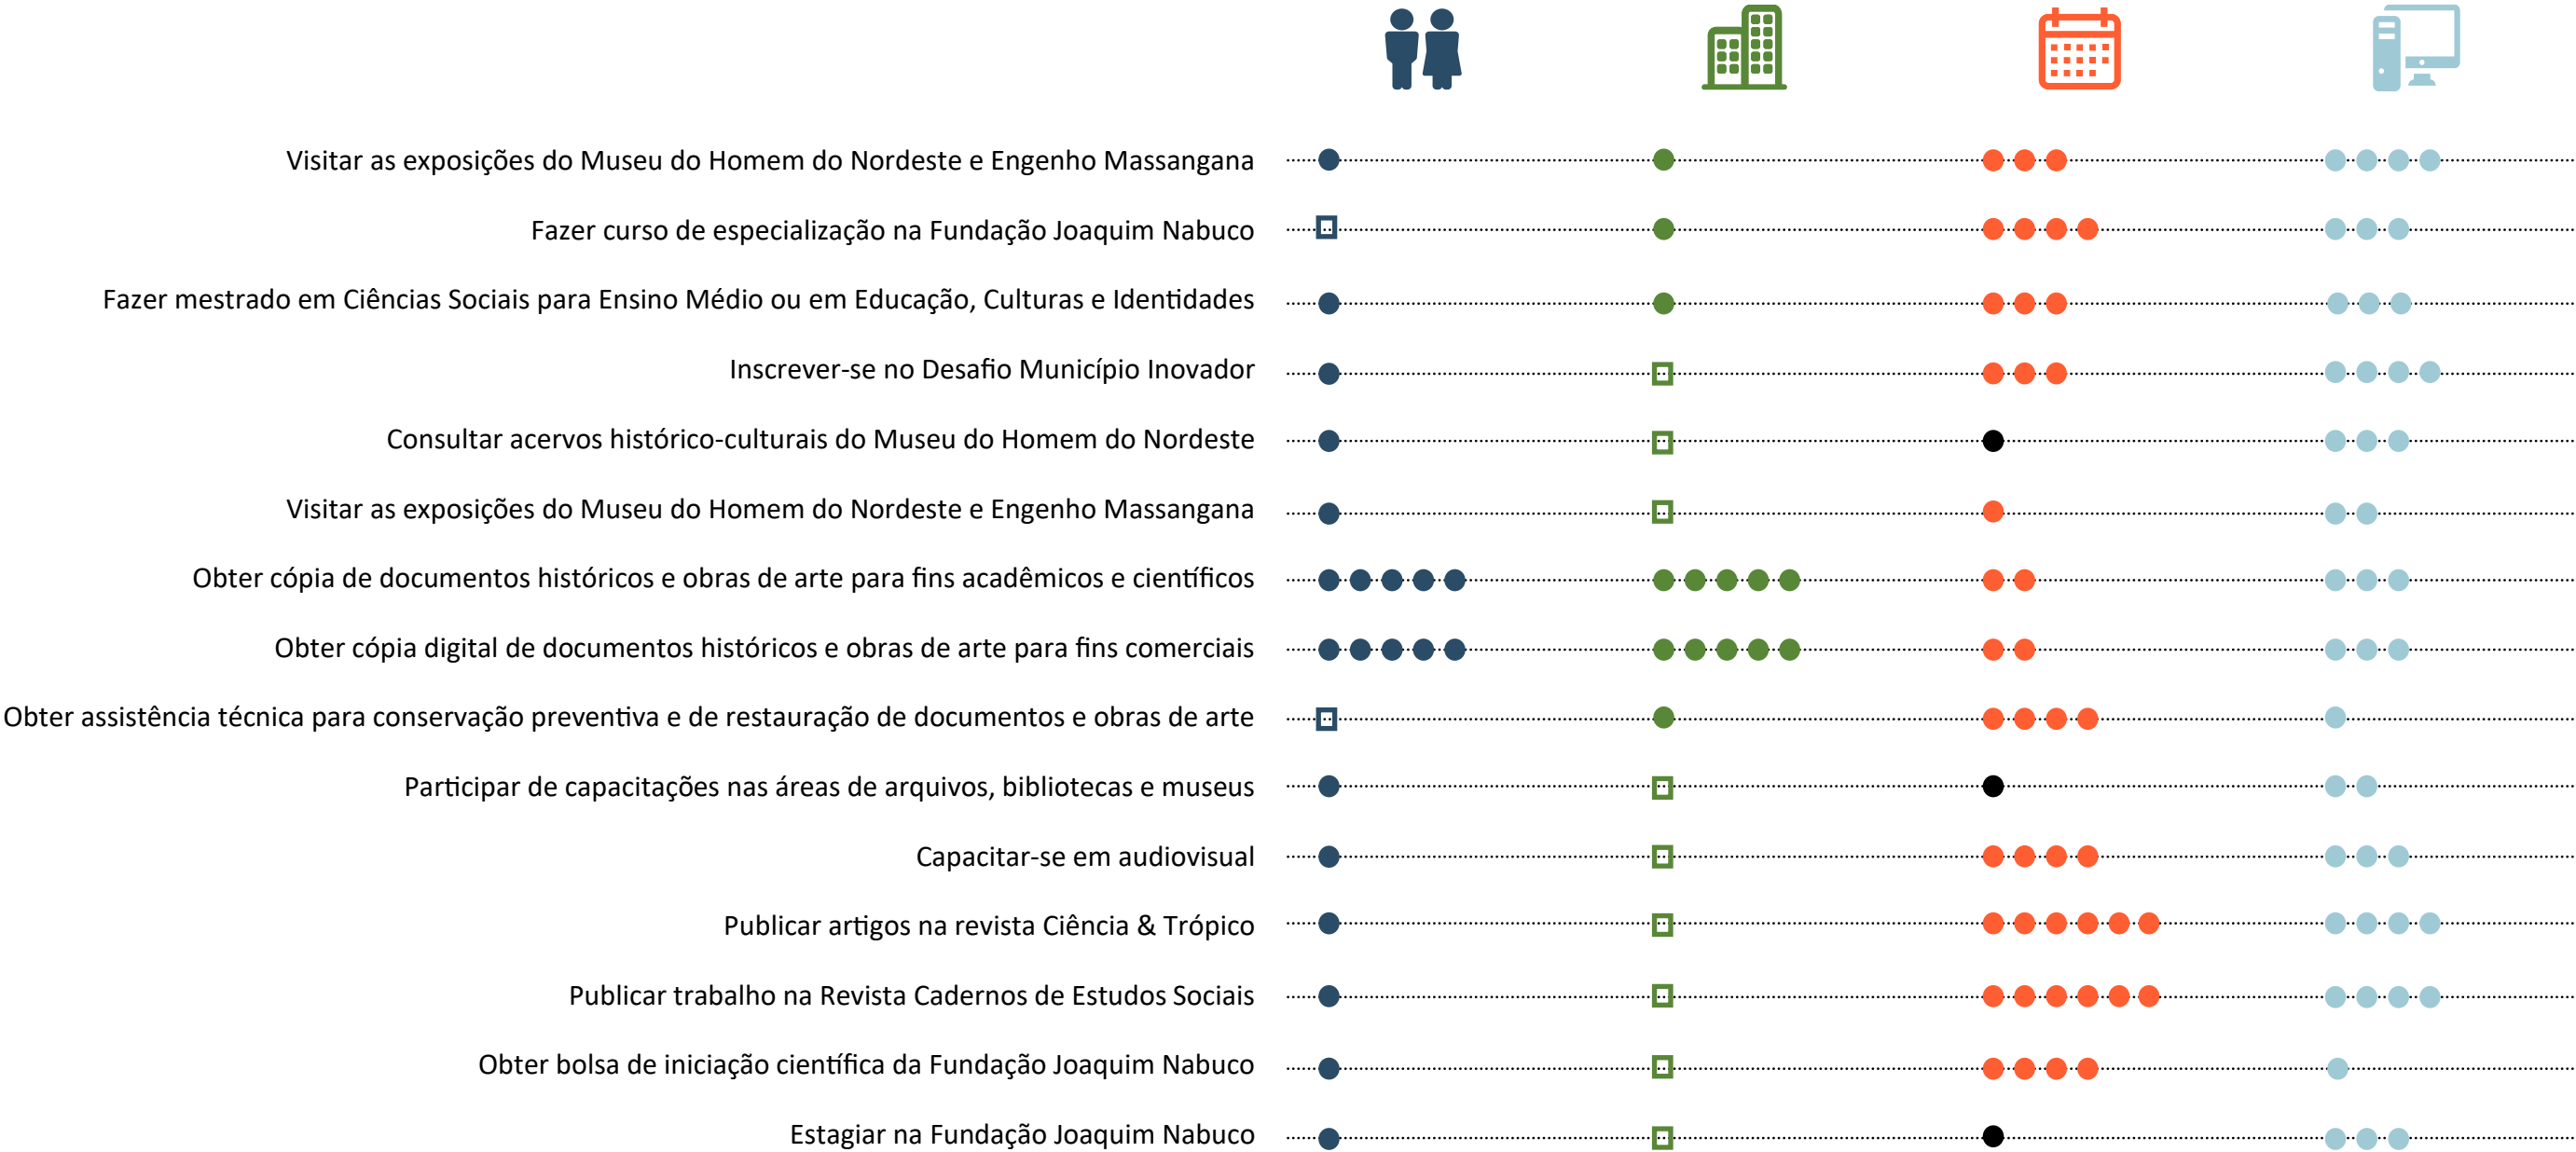 Visitar as exposições do Museu do Homem do Nordeste e Engenho Massangana
Fazer curso de especialização na Fundação Joaquim Nabuco
Fazer mestrado em Ciências Sociais para Ensino Médio ou em Educação, Culturas e Identidades
Inscrever-se no Desafio Município Inovador
Consultar acervos histórico-culturais do Museu do Homem do Nordeste
Visitar as exposições do Museu do Homem do Nordeste e Engenho Massangana
Obter cópia de documentos históricos e obras de arte para fins acadêmicos e científicos
Obter cópia digital de documentos históricos e obras de arte para fins comerciais
Obter assistência técnica para conservação preventiva e de restauração de documentos e obras de arte
Participar de capacitações nas áreas de arquivos, bibliotecas e museus
Capacitar-se em audiovisual
Publicar artigos na revista Ciência & Trópico
Publicar trabalho na Revista Cadernos de Estudos Sociais
Obter bolsa de iniciação científica da Fundação Joaquim Nabuco
Estagiar na Fundação Joaquim Nabuco